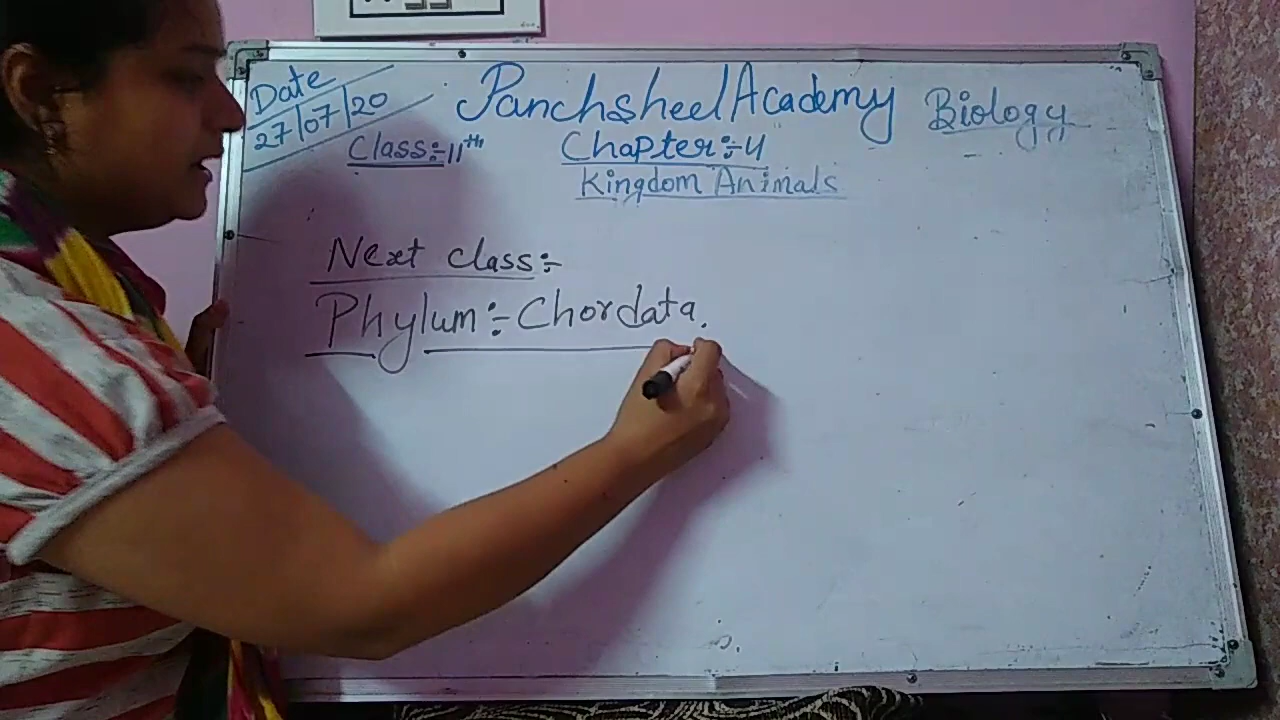 Date
27/07/20
Panchsheel Academy Biology
Class:-11th Chapter:-4
Kingdom Animals
Next class:-
Phylum:-Chordata.